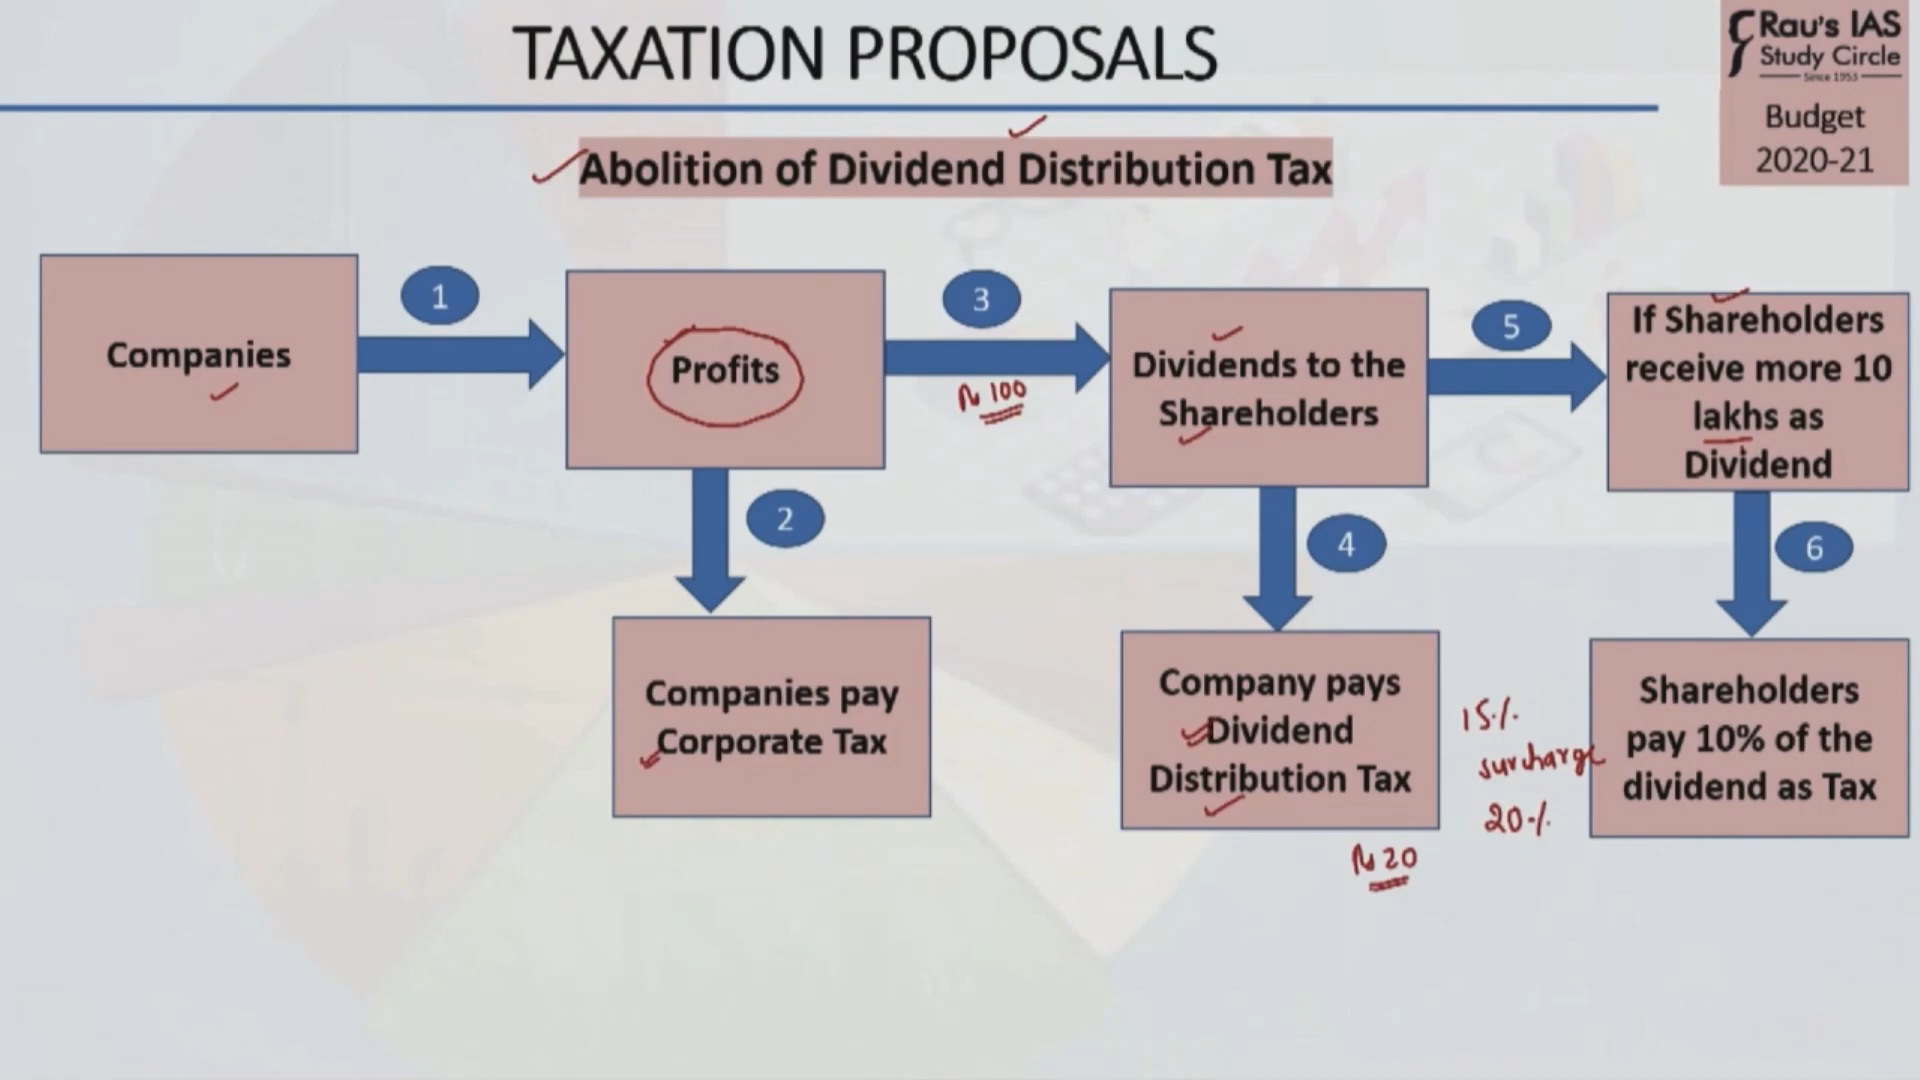 TAXATION PROPOSALS
Rau's IAS
Study Circle
Since 1953
Budget
2020-21
Abolition of Dividend Distribution Tax
Companies
1
Profits
3
₨ 100
Dividends to the
Shareholders
5
If Shareholders
receive more 10
lakhs as
Dividend
2
4
6
Companies pay
Corporate Tax
Company pays
Dividend
Distribution Tax
₨ 20
15%
surcharge
20%
Shareholders
pay 10% of the
dividend as Tax